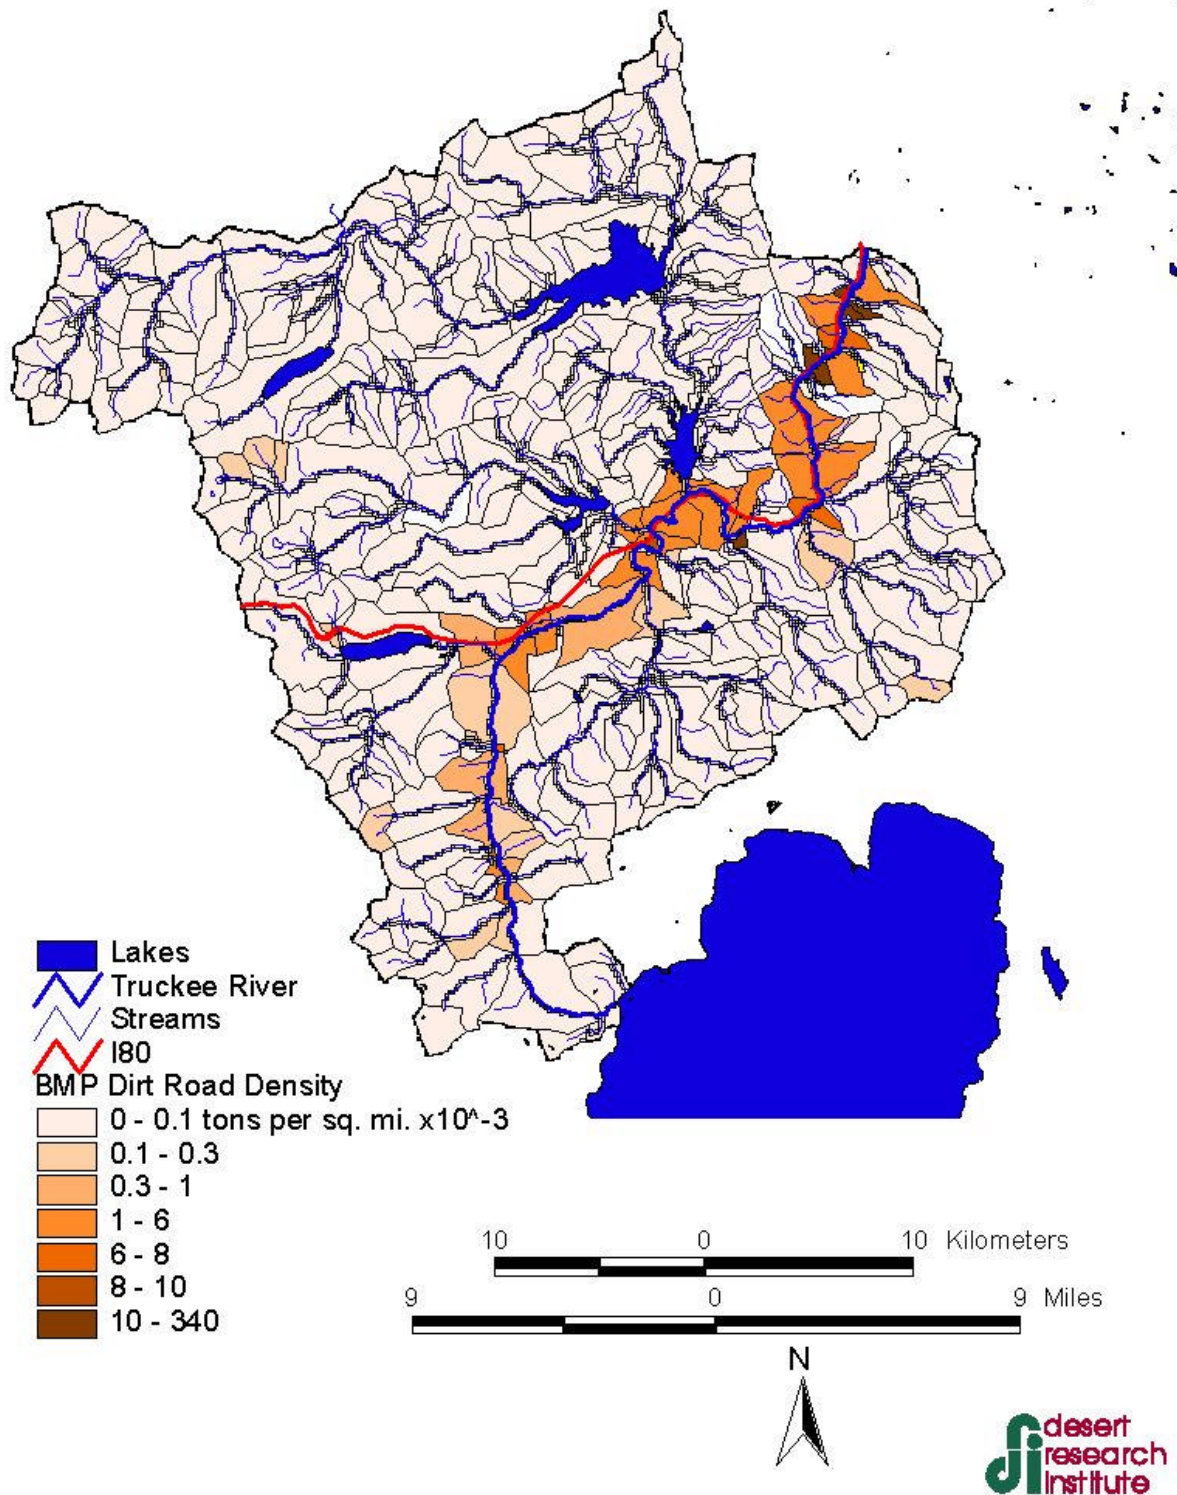 Lakes
Truckee River
Streams
I80
BMP Dirt Road Density
0 - 0.1 tons per sq. mi. x10^-3
0.1 - 0.3
0.3 - 1
1 - 6
6 - 8
8 - 10
10 - 340
10 0 10 Kilometers
9 0 9 Miles
N
dri
desert
research
institute